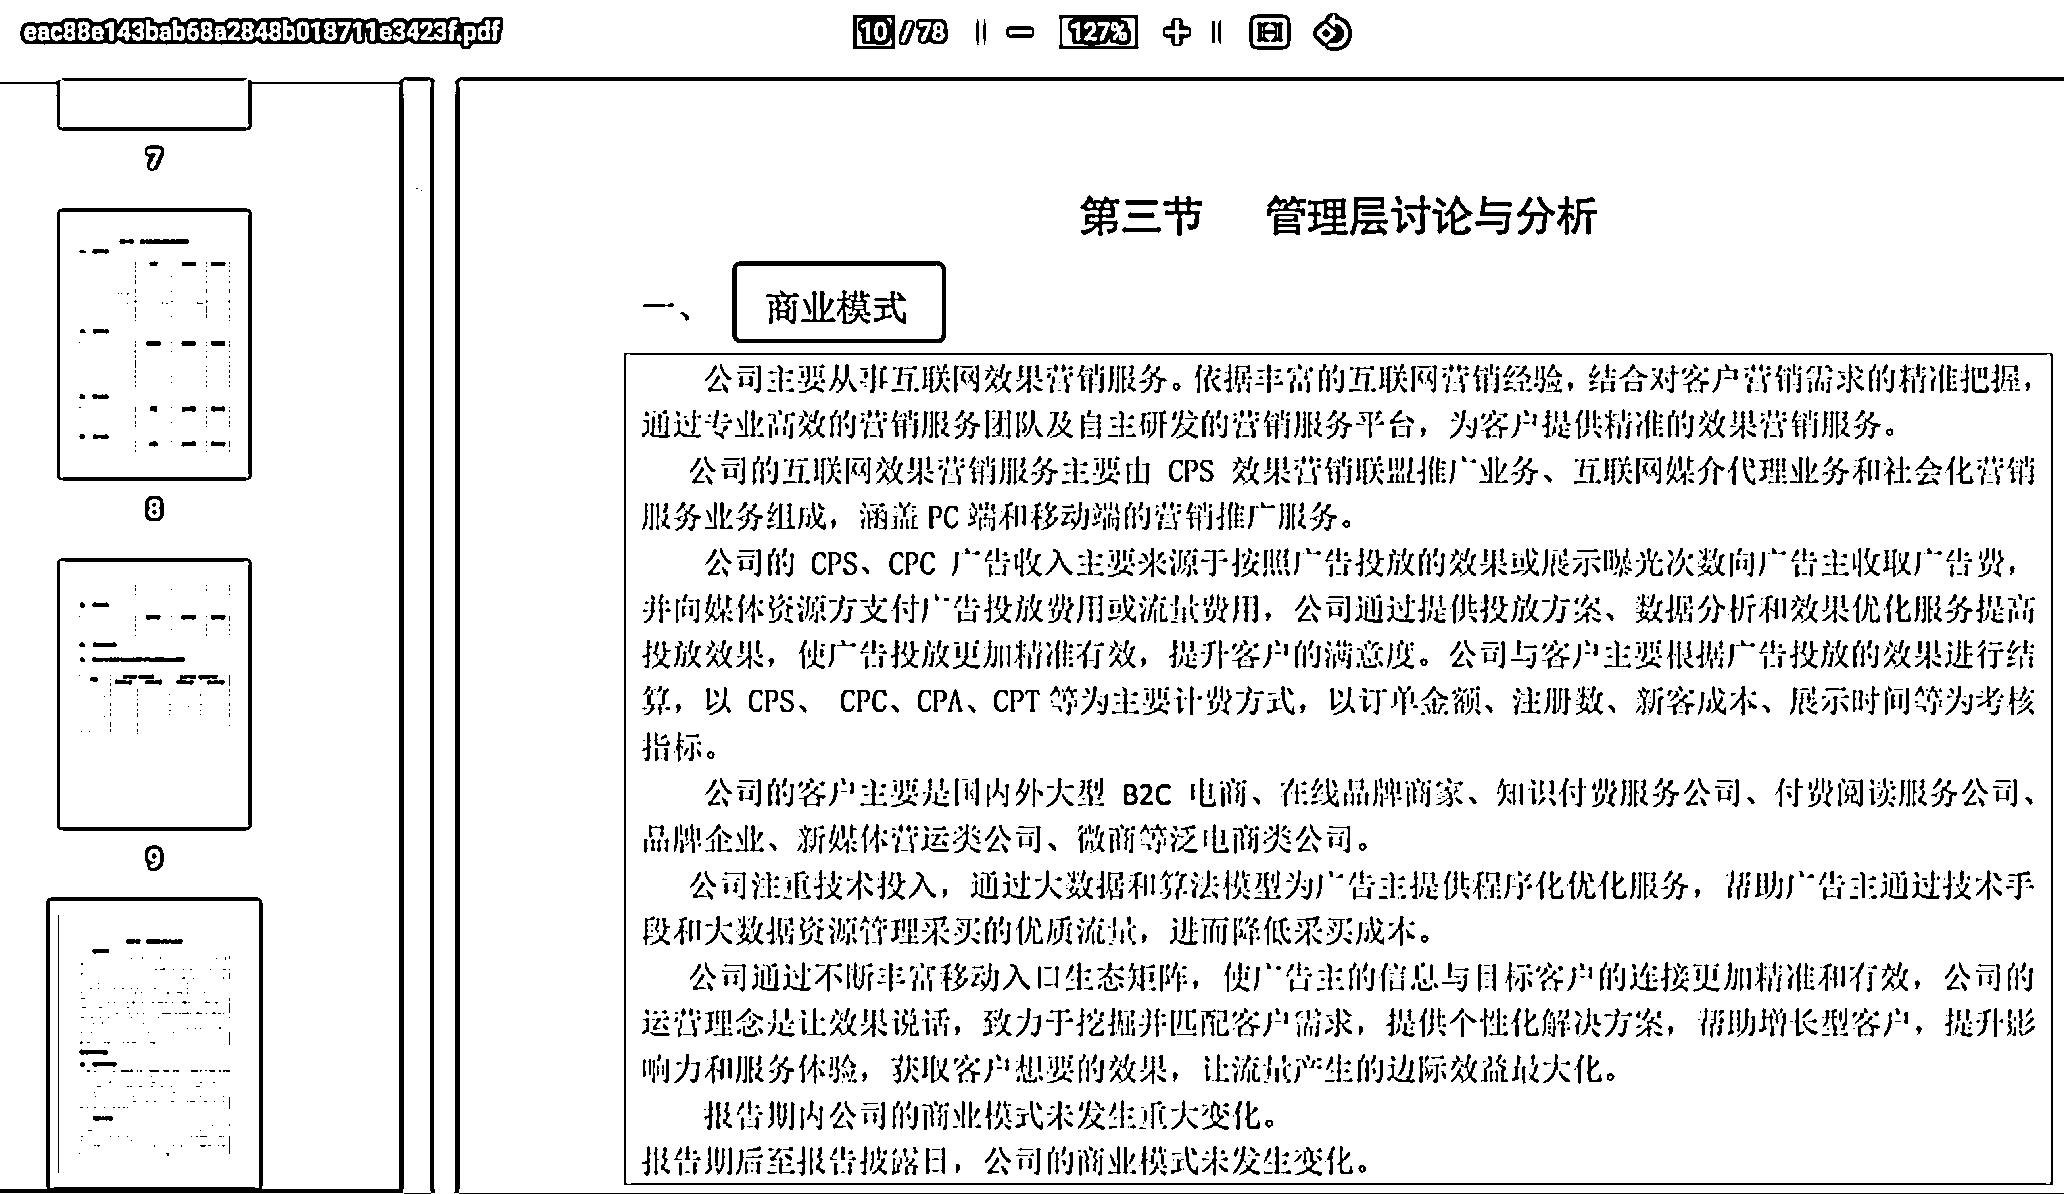 eac88e143bab68a2848b018711e3423f.pdf
10 / 78
127%
7
8
9
第三节 管理层讨论与分析
一、 商业模式
公司主要从事互联网效果营销服务。依据丰富的互联网营销经验，结合对客户营销需求的精准把握，
通过专业高效的营销服务团队及自主研发的营销服务平台，为客户提供精准的效果营销服务。
公司的互联网效果营销服务主要由 CPS 效果营销联盟推广业务、互联网媒介代理业务和社会化营销
服务业务组成，涵盖 PC 端和移动端的营销推广服务。
公司的 CPS、CPC 广告收入主要来源于按照广告投放的效果或展示曝光次数向广告主收取广告费，
并向媒体资源方支付广告投放费用或流量费用，公司通过提供投放方案、数据分析和效果优化服务提高
投放效果，使广告投放更加精准有效，提升客户的满意度。公司与客户主要根据广告投放的效果进行结
算，以 CPS、 CPC、CPA、CPT 等为主要计费方式，以订单金额、注册数、新客成本、展示时间等为考核
指标。
公司的客户主要是国内外大型 B2C 电商、在线品牌商家、知识付费服务公司、付费阅读服务公司、
品牌企业、新媒体营运类公司、微商等泛电商类公司。
公司注重技术投入，通过大数据和算法模型为广告主提供程序化优化服务，帮助广告主通过技术手
段和大数据资源管理采买的优质流量，进而降低采买成本。
公司通过不断丰富移动入口生态矩阵，使广告主的信息与目标客户的连接更加精准和有效，公司的
运营理念是让效果说话，致力于挖掘并匹配客户需求，提供个性化解决方案，帮助增长型客户，提升影
响力和服务体验，获取客户想要的效果，让流量产生的边际效益最大化。
报告期内公司的商业模式未发生重大变化。
报告期后至报告披露日，公司的商业模式未发生变化。